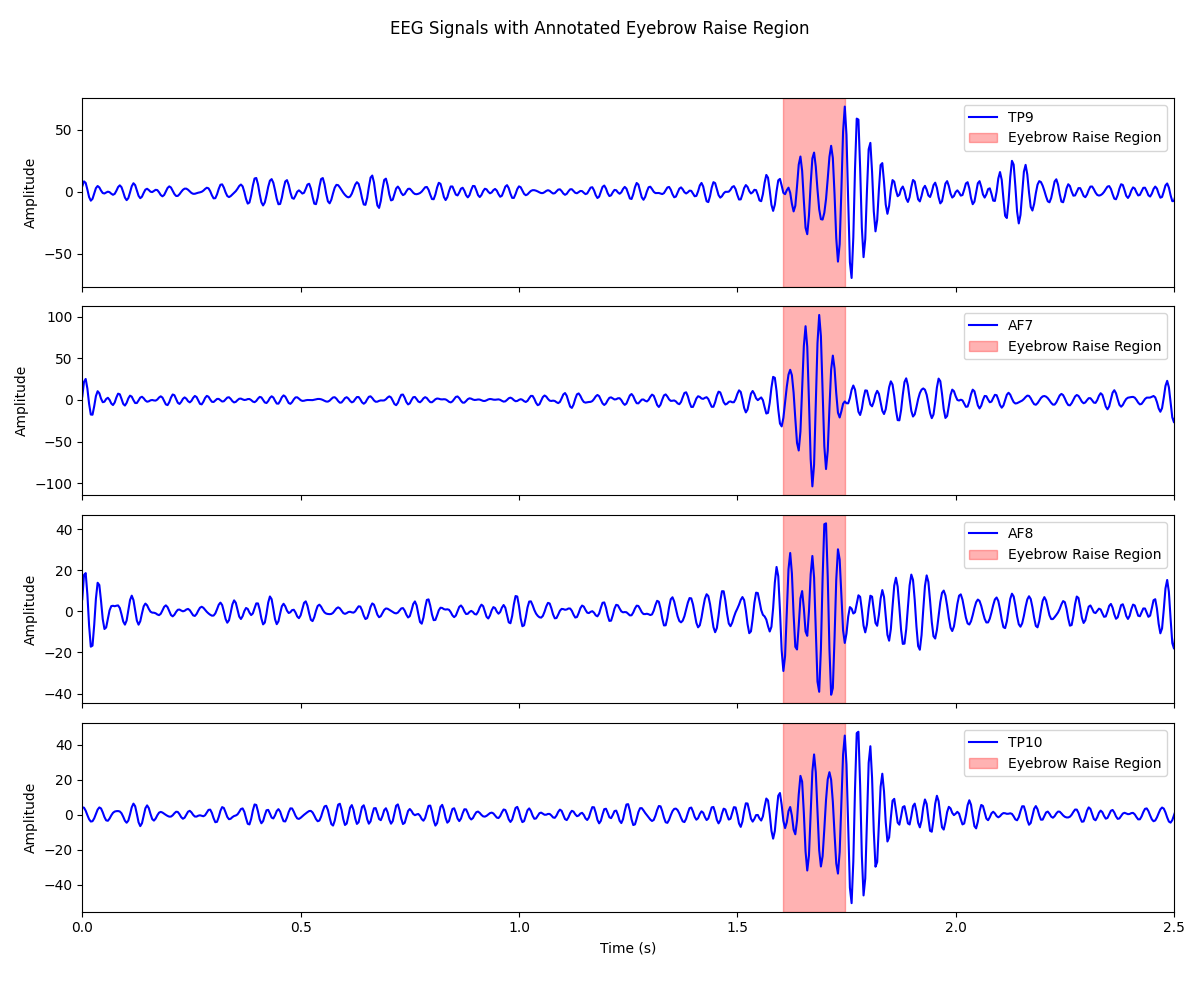 EEG Signals with Annotated Eyebrow Raise Region
50
0
−50
Amplitude
TP9
Eyebrow Raise Region
100
50
0
−50
−100
Amplitude
AF7
Eyebrow Raise Region
40
20
0
−20
−40
Amplitude
AF8
Eyebrow Raise Region
40
20
0
−20
−40
Amplitude
TP10
Eyebrow Raise Region
0.0 0.5 1.0 1.5 2.0 2.5
Time (s)